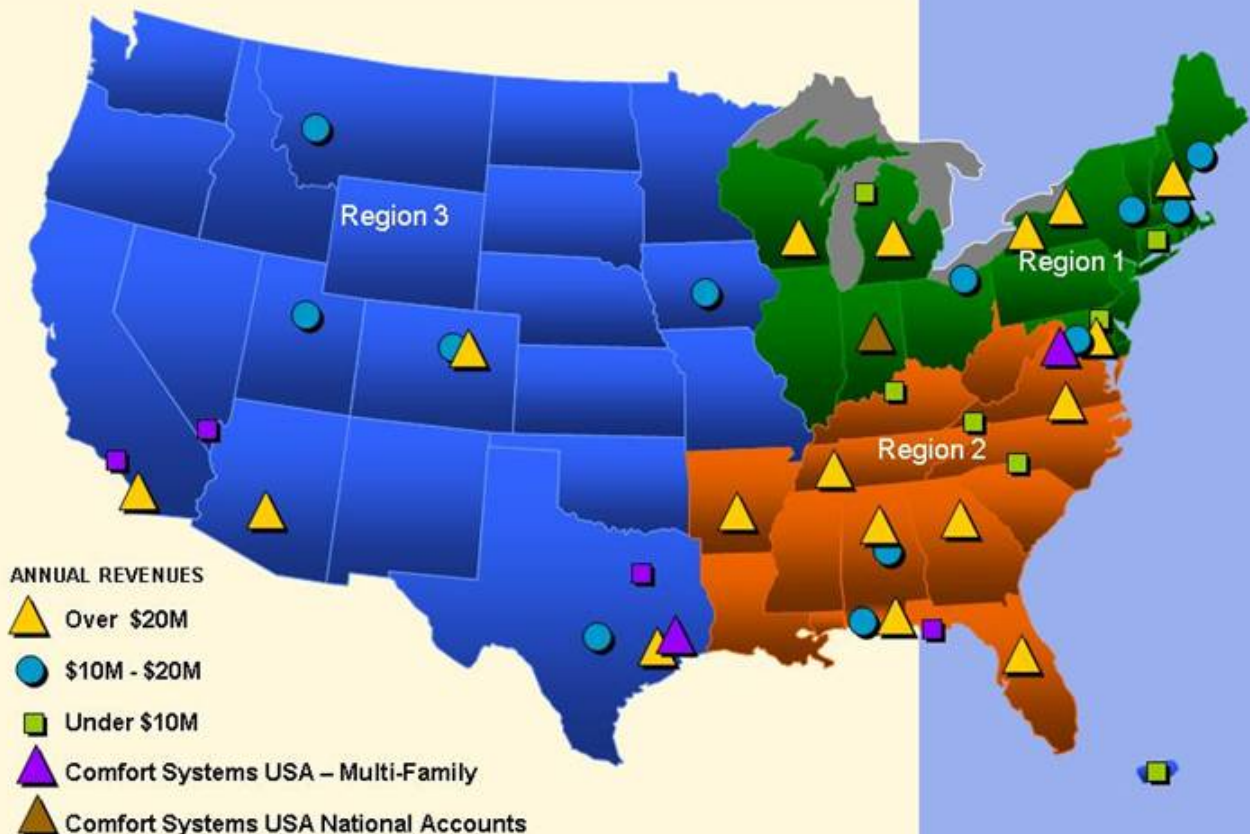 Region 3
Region 1
Region 2
ANNUAL REVENUES
Over $20M
$10M - $20M
Under $10M
Comfort Systems USA – Multi-Family
Comfort Systems USA National Accounts